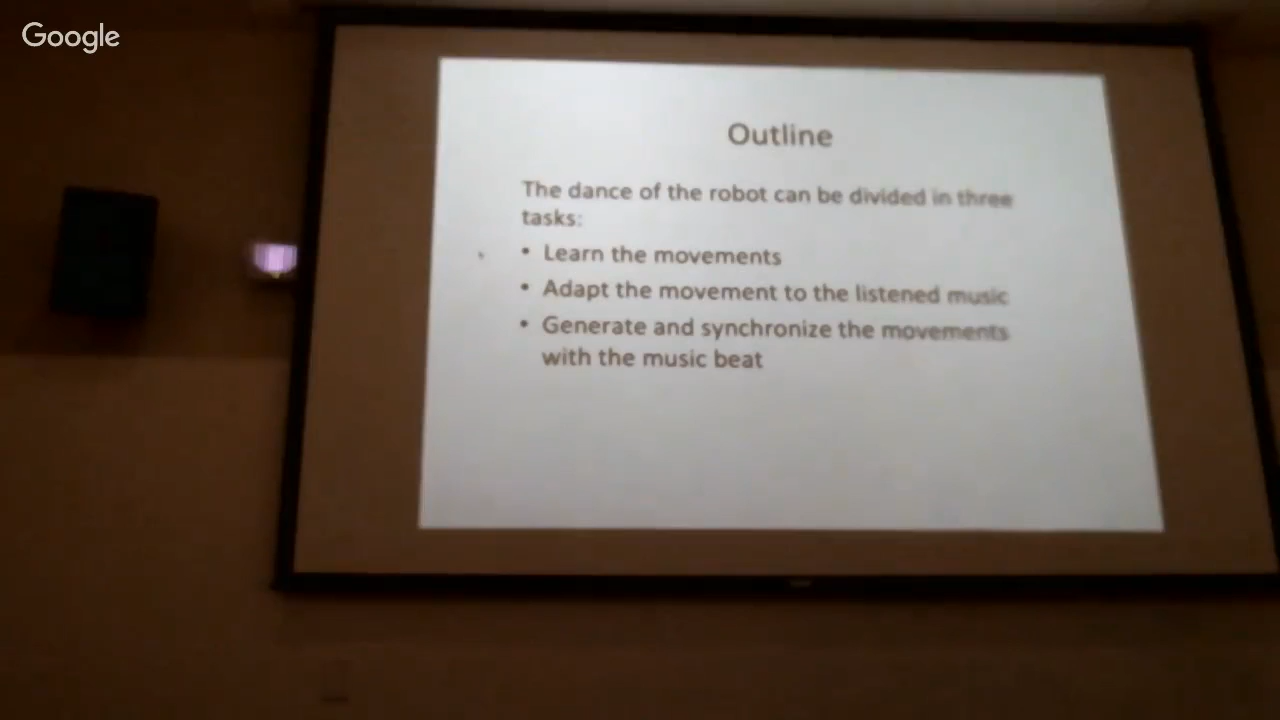 Google
Outline
The dance of the robot can be divided in three
tasks:
• Learn the movements
• Adapt the movement to the listened music
• Generate and synchronize the movements
with the music beat